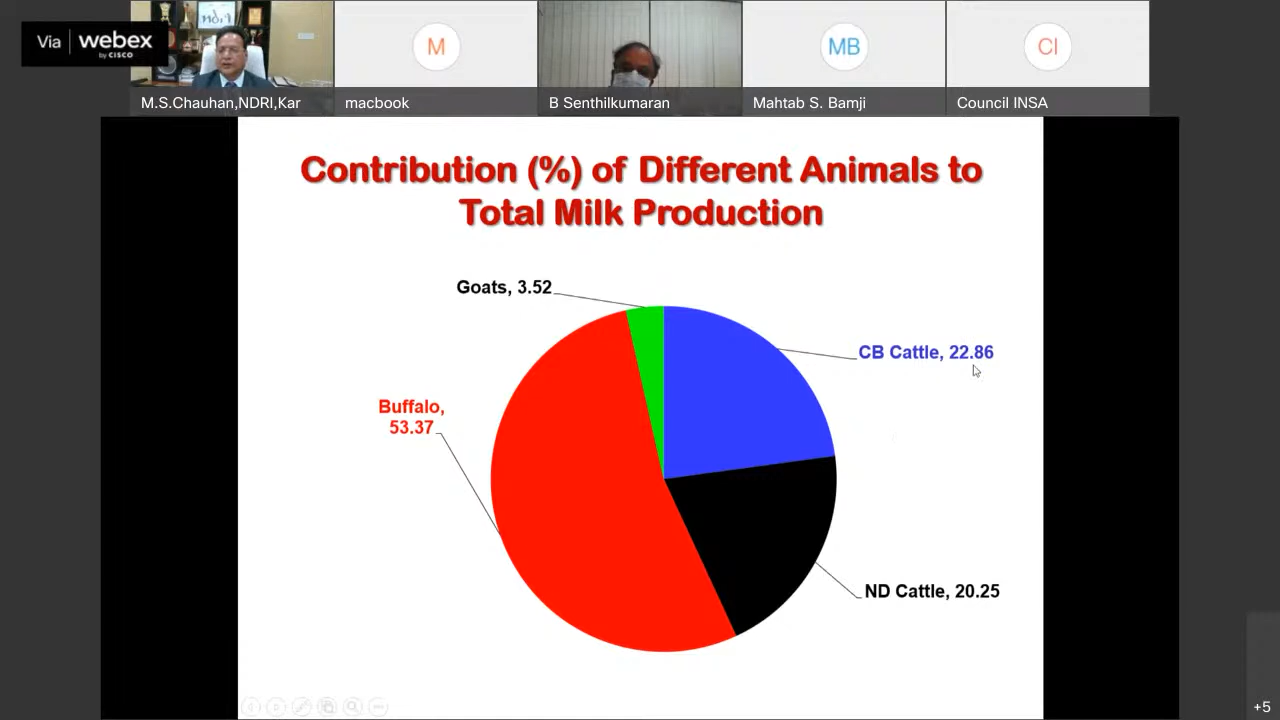 Via webex
by CISCO
ndri
M
MB
CI
M.S.Chauhan,NDRI,Kar
macbook
B Senthilkumaran
Mahtab S. Bamji
Council INSA
Contribution (%) of Different Animals to
Total Milk Production
Goats, 3.52
CB Cattle, 22.86
Buffalo,
53.37
ND Cattle, 20.25
+5